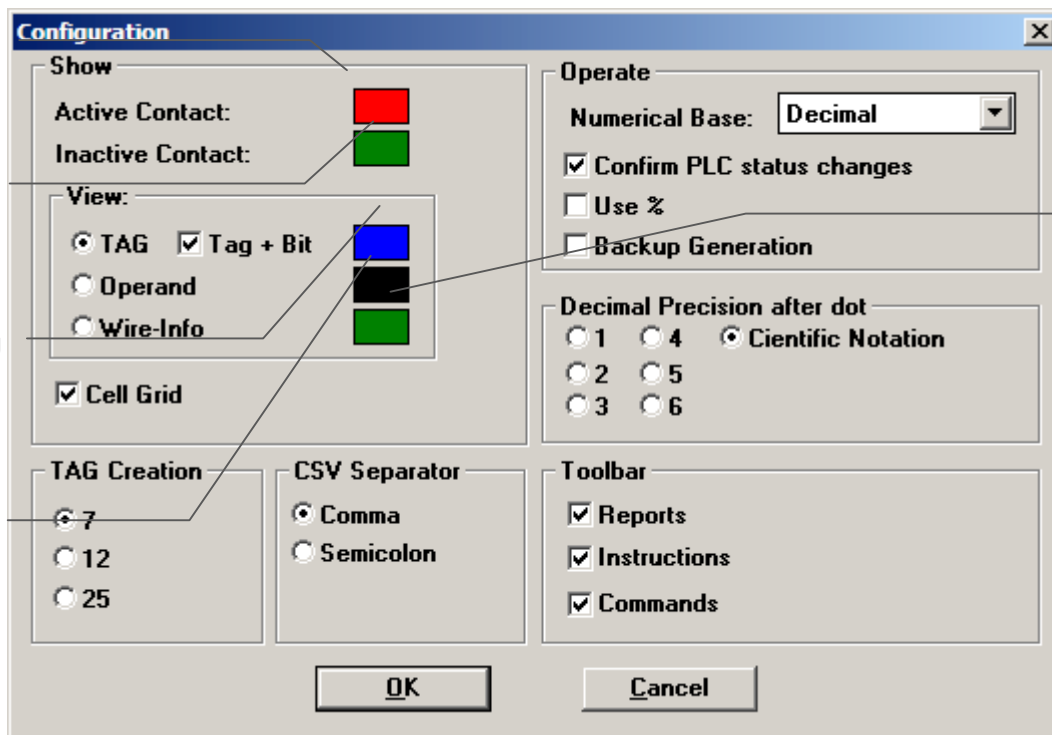 Configuration
Show
Active Contact:
Inactive Contact:
View:
TAG Tag + Bit
Operand
Wire-Info
Cell Grid
Operate
Numerical Base: Decimal
Confirm PLC status changes
Use %
Backup Generation
Decimal Precision after dot
1 4 Cientific Notation
2 5
3 6
TAG Creation
7
12
25
CSV Separator
Comma
Semicolon
Toolbar
Reports
Instructions
Commands
OK Cancel